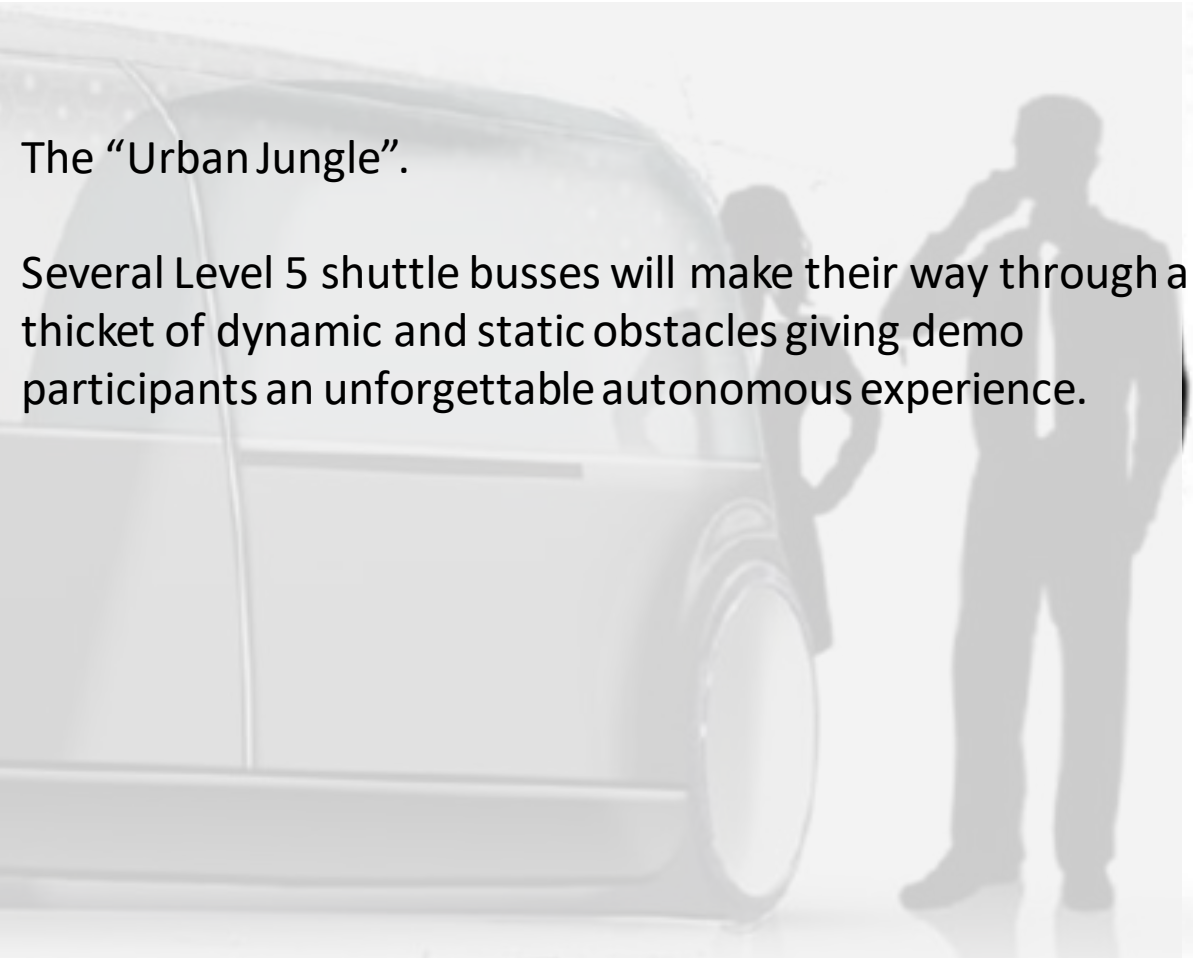 The “Urban Jungle”.
Several Level 5 shuttle busses will make their way through a
thicket of dynamic and static obstacles giving demo
participants an unforgettable autonomous experience.